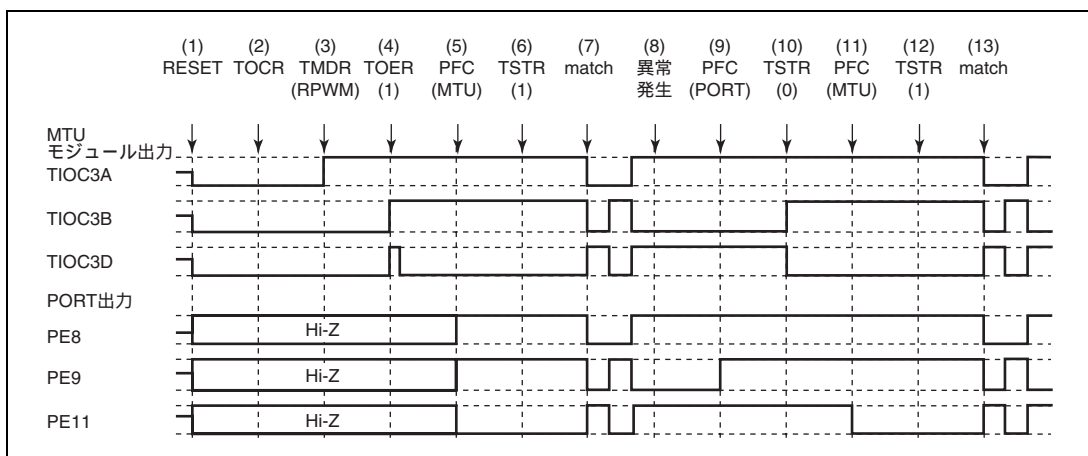 (1) (2) (3) (4) (5) (6) (7) (8) (9) (10) (11) (12) (13)
RESET TOCR TMDR TOER PFC TSTR match 異常 PFC TSTR PFC TSTR match
(RPWM) (1) (MTU) (1) 発生 (PORT) (0) (MTU) (1)
MTU
モジュール出力
TIOC3A
TIOC3B
TIOC3D
PORT出力
PE8 Hi-Z
PE9 Hi-Z
PE11 Hi-Z